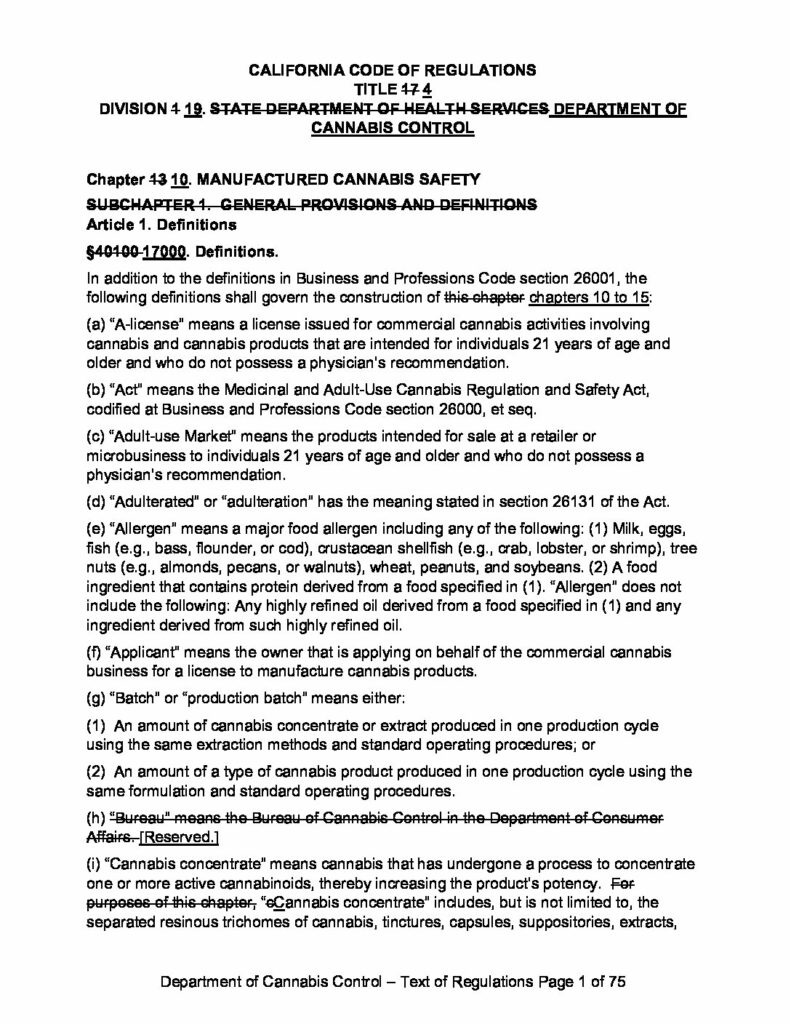 CALIFORNIA CODE OF REGULATIONS
TITLE 17 4
DIVISION 1 19. STATE DEPARTMENT OF HEALTH SERVICES DEPARTMENT OF
CANNABIS CONTROL
Chapter 13 10. MANUFACTURED CANNABIS SAFETY
SUBCHAPTER 1. GENERAL PROVISIONS AND DEFINITIONS
Article 1. Definitions
§40100 17000. Definitions.
In addition to the definitions in Business and Professions Code section 26001, the
following definitions shall govern the construction of this chapter chapters 10 to 15:
(a) “A-license” means a license issued for commercial cannabis activities involving
cannabis and cannabis products that are intended for individuals 21 years of age and
older and who do not possess a physician’s recommendation.
(b) “Act” means the Medicinal and Adult-Use Cannabis Regulation and Safety Act,
codified at Business and Professions Code section 26000, et seq.
(c) “Adult-use Market” means the products intended for sale at a retailer or
microbusiness to individuals 21 years of age and older and who do not possess a
physician’s recommendation.
(d) “Adulterated” or “adulteration” has the meaning stated in section 26131 of the Act.
(e) “Allergen” means a major food allergen including any of the following: (1) Milk, eggs,
fish (e.g., bass, flounder, or cod), crustacean shellfish (e.g., crab, lobster, or shrimp), tree
nuts (e.g., almonds, pecans, or walnuts), wheat, peanuts, and soybeans. (2) A food
ingredient that contains protein derived from a food specified in (1). “Allergen” does not
include the following: Any highly refined oil derived from a food specified in (1) and any
ingredient derived from such highly refined oil.
(f) “Applicant” means the owner that is applying on behalf of the commercial cannabis
business for a license to manufacture cannabis products.
(g) “Batch” or “production batch” means either:
(1) An amount of cannabis concentrate or extract produced in one production cycle
using the same extraction methods and standard operating procedures; or
(2) An amount of a type of cannabis product produced in one production cycle using the
same formulation and standard operating procedures.
(h) “Bureau” means the Bureau of Cannabis Control in the Department of Consumer
Affairs. [Reserved.]
(i) “Cannabis concentrate” means cannabis that has undergone a process to concentrate
one or more active cannabinoids, thereby increasing the product’s potency. For
purposes of this chapter, “cCannabis concentrate” includes, but is not limited to, the
separated resinous trichomes of cannabis, tinctures, capsules, suppositories, extracts,
Department of Cannabis Control – Text of Regulations Page 1 of 75